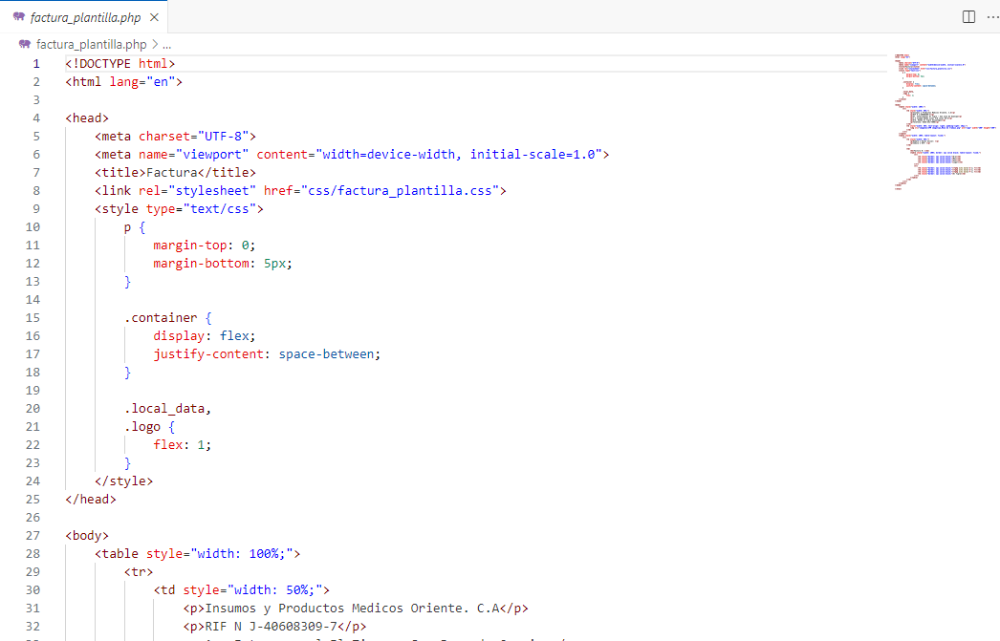 factura_plantilla.php
factura_plantilla.php > ...
1 <!DOCTYPE html>
2 <html lang="en">
3
4 <head>
5 <meta charset="UTF-8">
6 <meta name="viewport" content="width=device-width, initial-scale=1.0">
7 <title>Factura</title>
8 <link rel="stylesheet" href="css/factura_plantilla.css">
9 <style type="text/css">
10 p {
11 margin-top: 0;
12 margin-bottom: 5px;
13 }
14
15 .container {
16 display: flex;
17 justify-content: space-between;
18 }
19
20 .local_data,
21 .logo {
22 flex: 1;
23 }
24 </style>
25 </head>
26
27 <body>
28 <table style="width: 100%;">
29 <tr>
30 <td style="width: 50%;">
31 <p>Insumos y Productos Medicos Oriente. C.A</p>
32 <p>RIF N J-40608309-7</p>